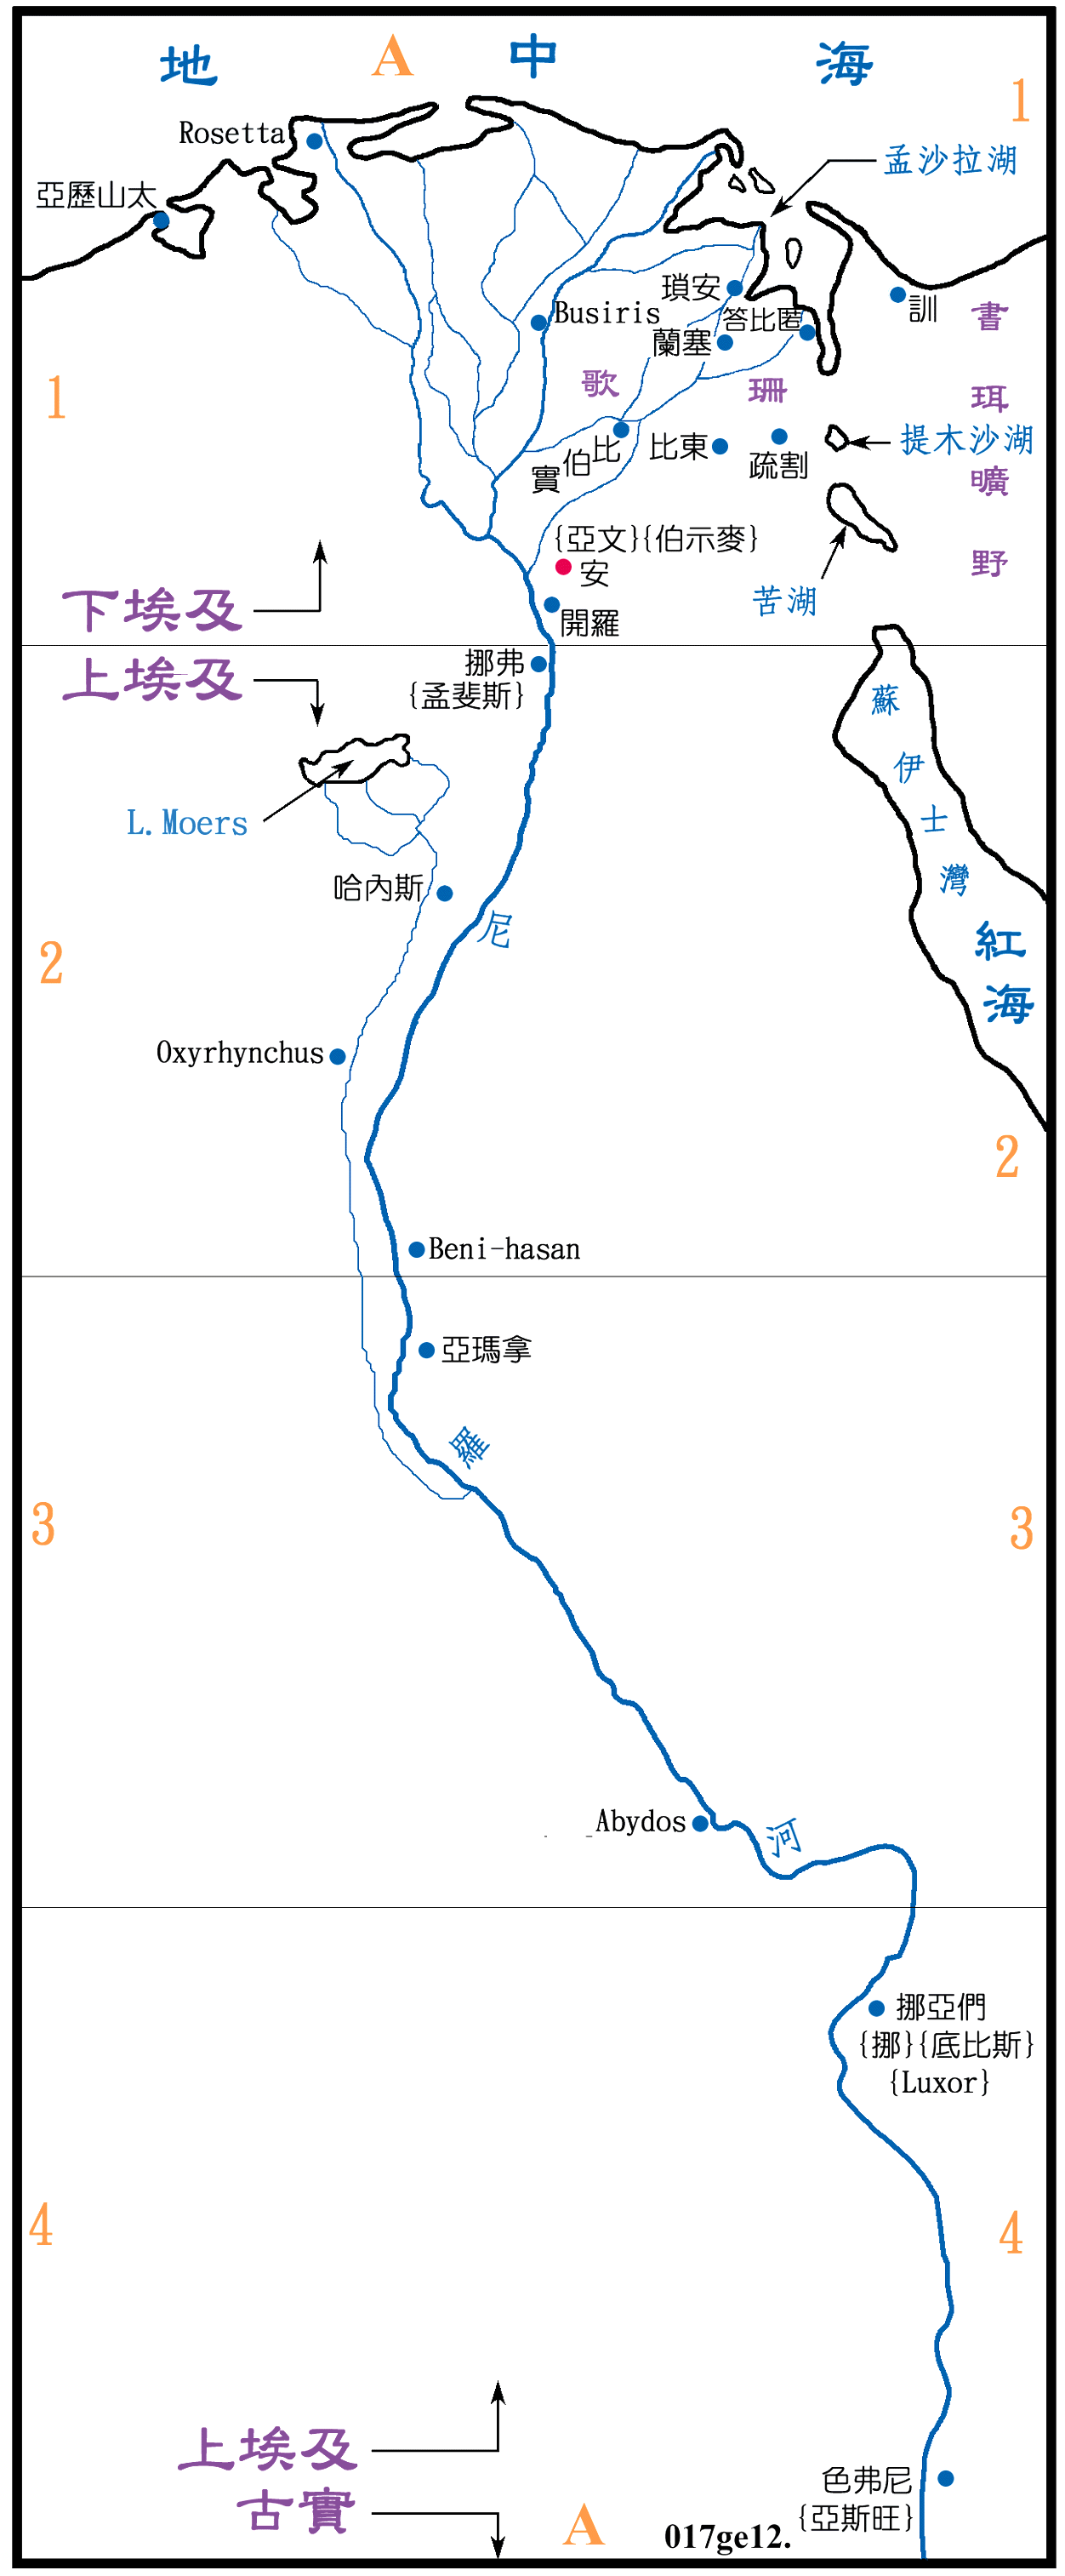 地 A 中 海
1
Rosetta
孟沙拉湖
亞歷山太
瑣安
訓
Busiris
答比匿
書珥曠野
蘭塞
1
歌珊
提木沙湖
比伯實
比東
疏割
{亞文}{伯示麥}
安
苦湖
下埃及
開羅
挪弗
{孟斐斯}
上埃及
蘇伊士灣
L.Moers
哈內斯
尼
紅海
2
Oxyrhynchus
2
Beni-hasan
亞瑪拿
羅
3
3
Abydos
河
挪亞們
{挪}{底比斯}
{Luxor}
4
4
上埃及
古實
色弗尼
{亞斯旺}
A
017ge12.